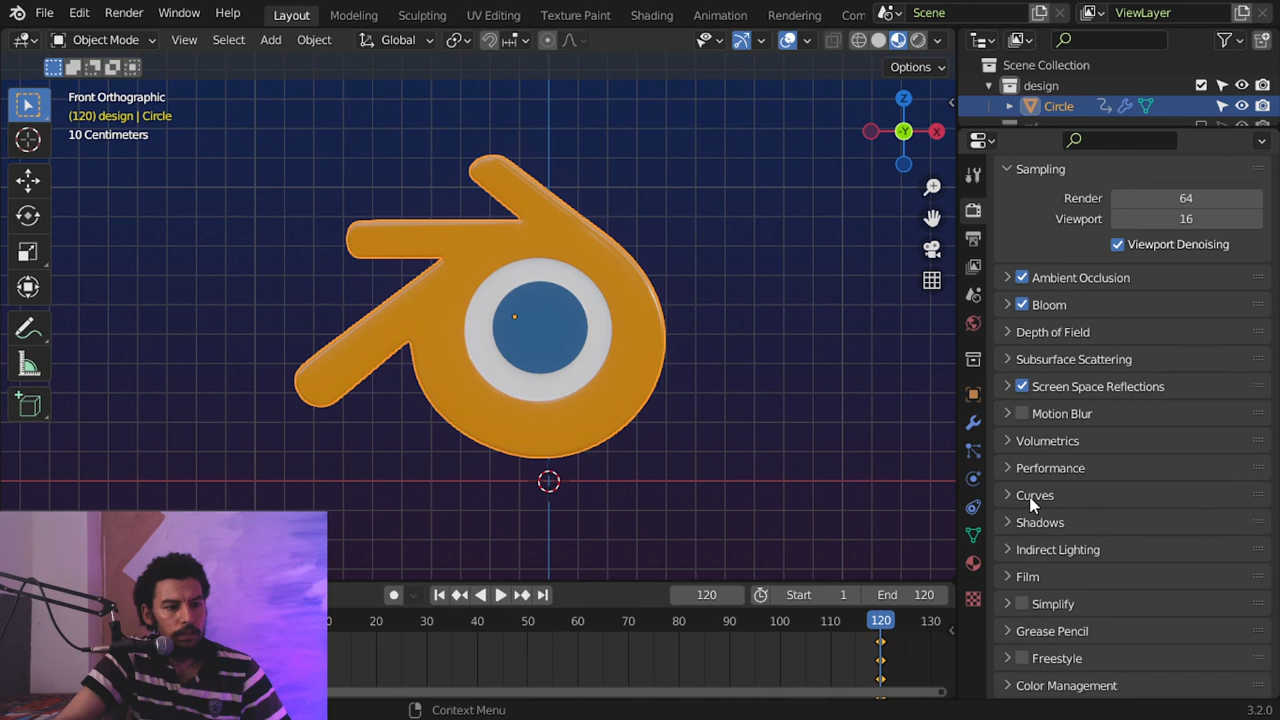 File Edit Render Window Help Layout Modeling Sculpting UV Editing Texture Paint Shading Animation Rendering Scene ViewLayer
Object Mode View Select Add Object Global
Options
Front Orthographic
(120) design | Circle
10 Centimeters
Z
-Y
X
Scene Collection
design
Circle
Sampling
Render 64
Viewport 16
Viewport Denoising
Ambient Occlusion
Bloom
Depth of Field
Subsurface Scattering
Screen Space Reflections
Motion Blur
Volumetrics
Performance
Curves
Shadows
Indirect Lighting
Film
Simplify
Grease Pencil
Freestyle
Color Management
120 Start 1 End 120
20 30 40 50 60 70 80 90 100 110 120 130
Context Menu
3.2.0